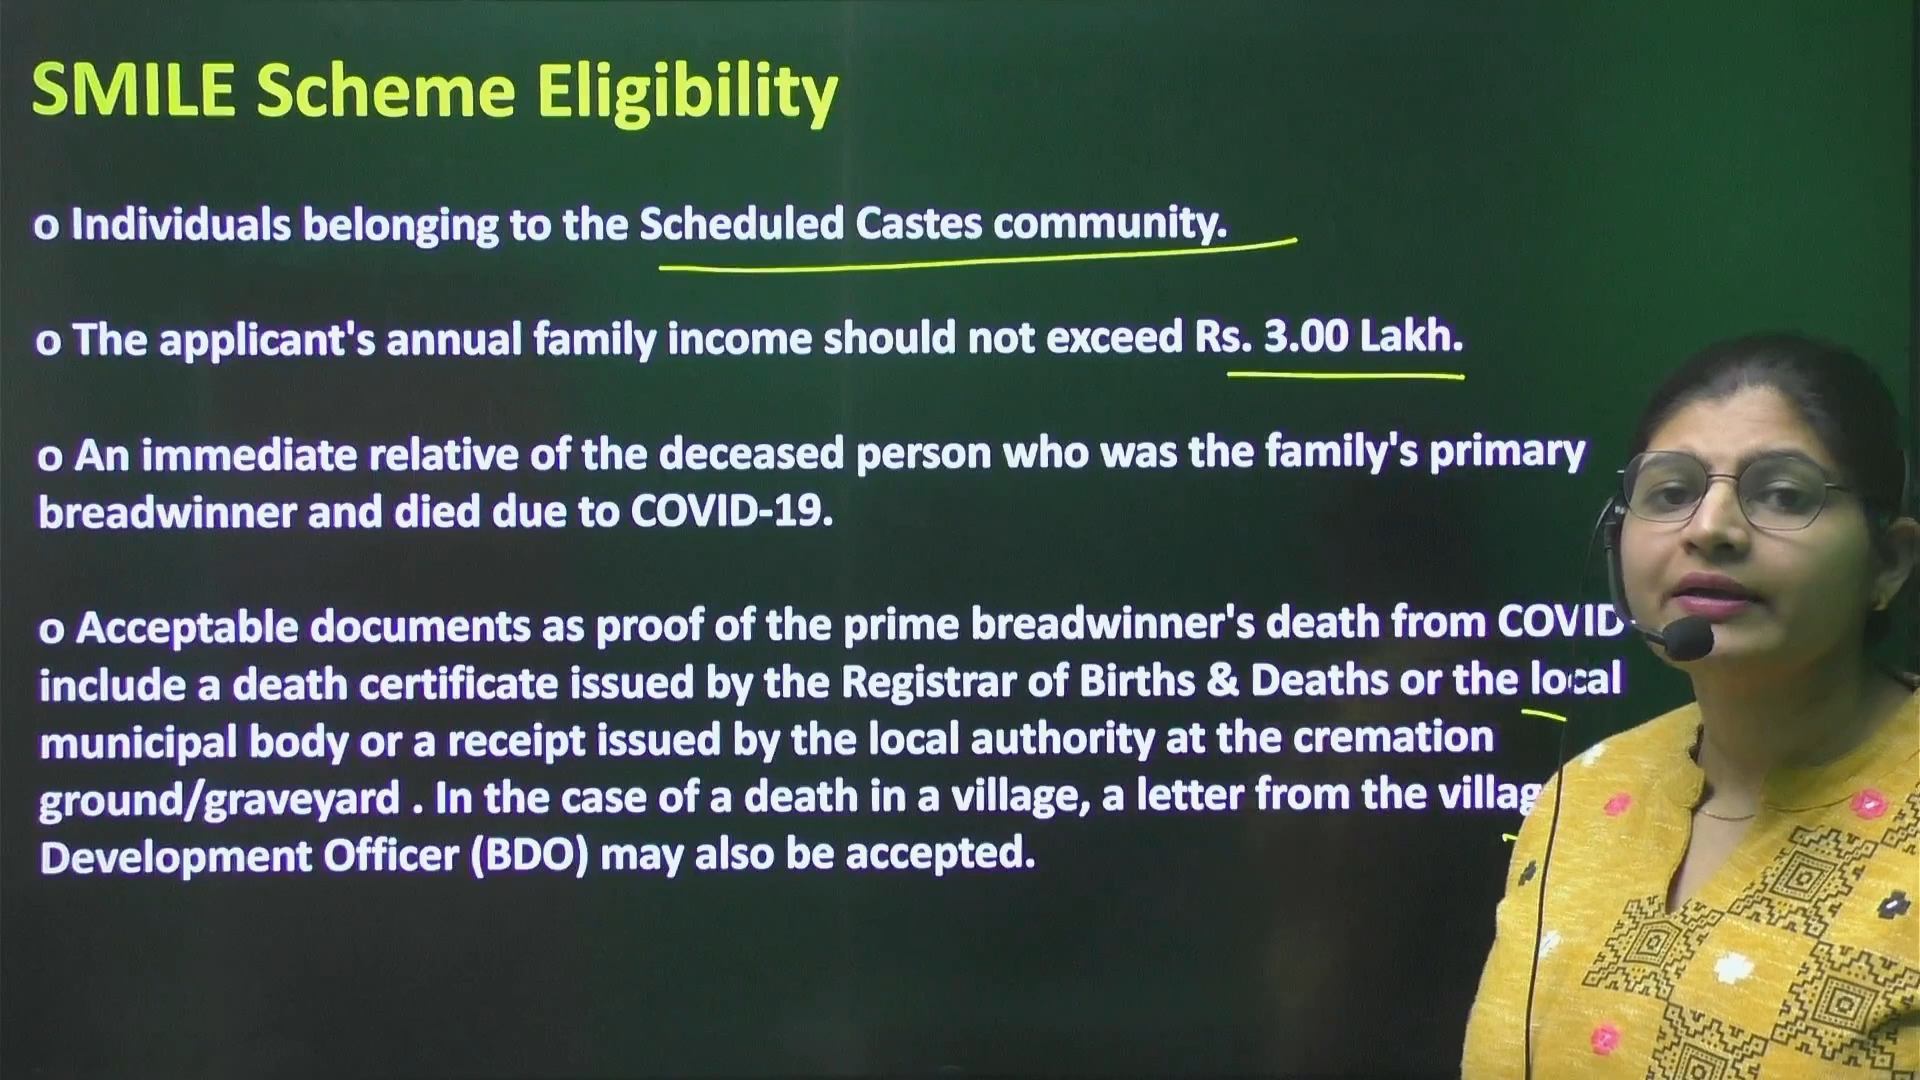 SMILE Scheme Eligibility
o Individuals belonging to the Scheduled Castes community.
o The applicant's annual family income should not exceed Rs. 3.00 Lakh.
o An immediate relative of the deceased person who was the family's primary
breadwinner and died due to COVID-19.
o Acceptable documents as proof of the prime breadwinner's death from COVID
include a death certificate issued by the Registrar of Births & Deaths or the local
municipal body or a receipt issued by the local authority at the cremation
ground/graveyard . In the case of a death in a village, a letter from the
Development Officer (BDO) may also be accepted.